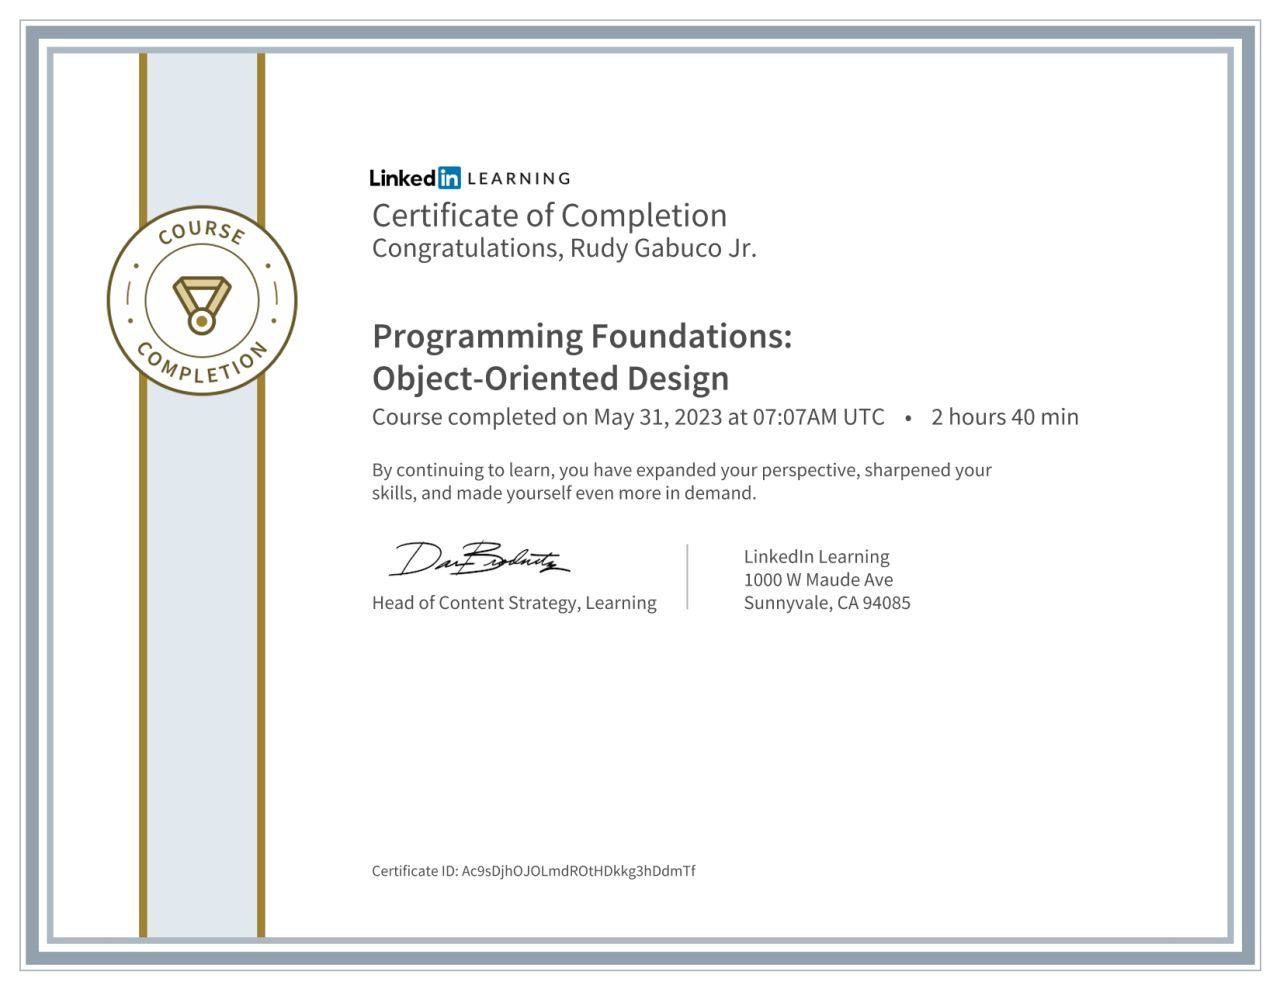 COURSE
COMPLETION
Linkedin LEARNING
Certificate of Completion
Congratulations, Rudy Gabuco Jr.
Programming Foundations:
Object-Oriented Design
Course completed on May 31, 2023 at 07:07AM UTC • 2 hours 40 min
By continuing to learn, you have expanded your perspective, sharpened your
skills, and made yourself even more in demand.
Dan Brodnitz
Head of Content Strategy, Learning
LinkedIn Learning
1000 W Maude Ave
Sunnyvale, CA 94085
Certificate ID: Ac9sDjhOJOLmdROtHDkkg3hDdmTf